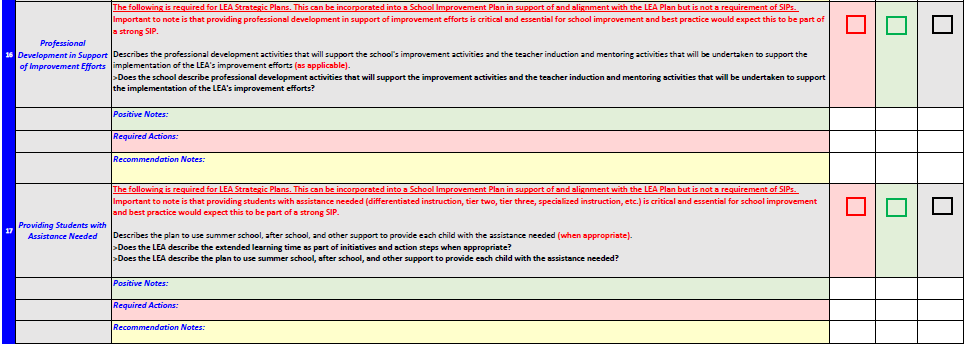 The following is required for LEA Strategic Plans. This can be incorporated into a School Improvement Plan in support of and alignment with the LEA Plan but is not a requirement of SIPs.
Important to note is that providing professional development in support of improvement efforts is critical and essential for school improvement and best practice would expect this to be part of
a strong SIP.
16
Professional
Development in Support
of Improvement Efforts
Describes the professional development activities that will support the school's improvement activities and the teacher induction and mentoring activities that will be undertaken to support the
implementation of the LEA's improvement efforts (as applicable).
>Does the school describe professional development activities that will support the improvement activities and the teacher induction and mentoring activities that will be undertaken to support
the implementation of the LEA's improvement efforts?
Positive Notes:
Required Actions:
Recommendation Notes:
The following is required for LEA Strategic Plans. This can be incorporated into a School Improvement Plan in support of and alignment with the LEA Plan but is not a requirement of SIPs.
Important to note is that providing students with assistance needed (differentiated instruction, tier two, tier three, specialized instruction, etc.) is critical and essential for school improvement
and best practice would expect this to be part of a strong SIP.
17
Providing Students with
Assistance Needed
Describes the plan to use summer school, after school, and other support to provide each child with the assistance needed (when appropriate).
>Does the LEA describe the extended learning time as part of initiatives and action steps when appropriate?
>Does the LEA describe the plan to use summer school, after school, and other support to provide each child with the assistance needed?
Positive Notes:
Required Actions:
Recommendation Notes: